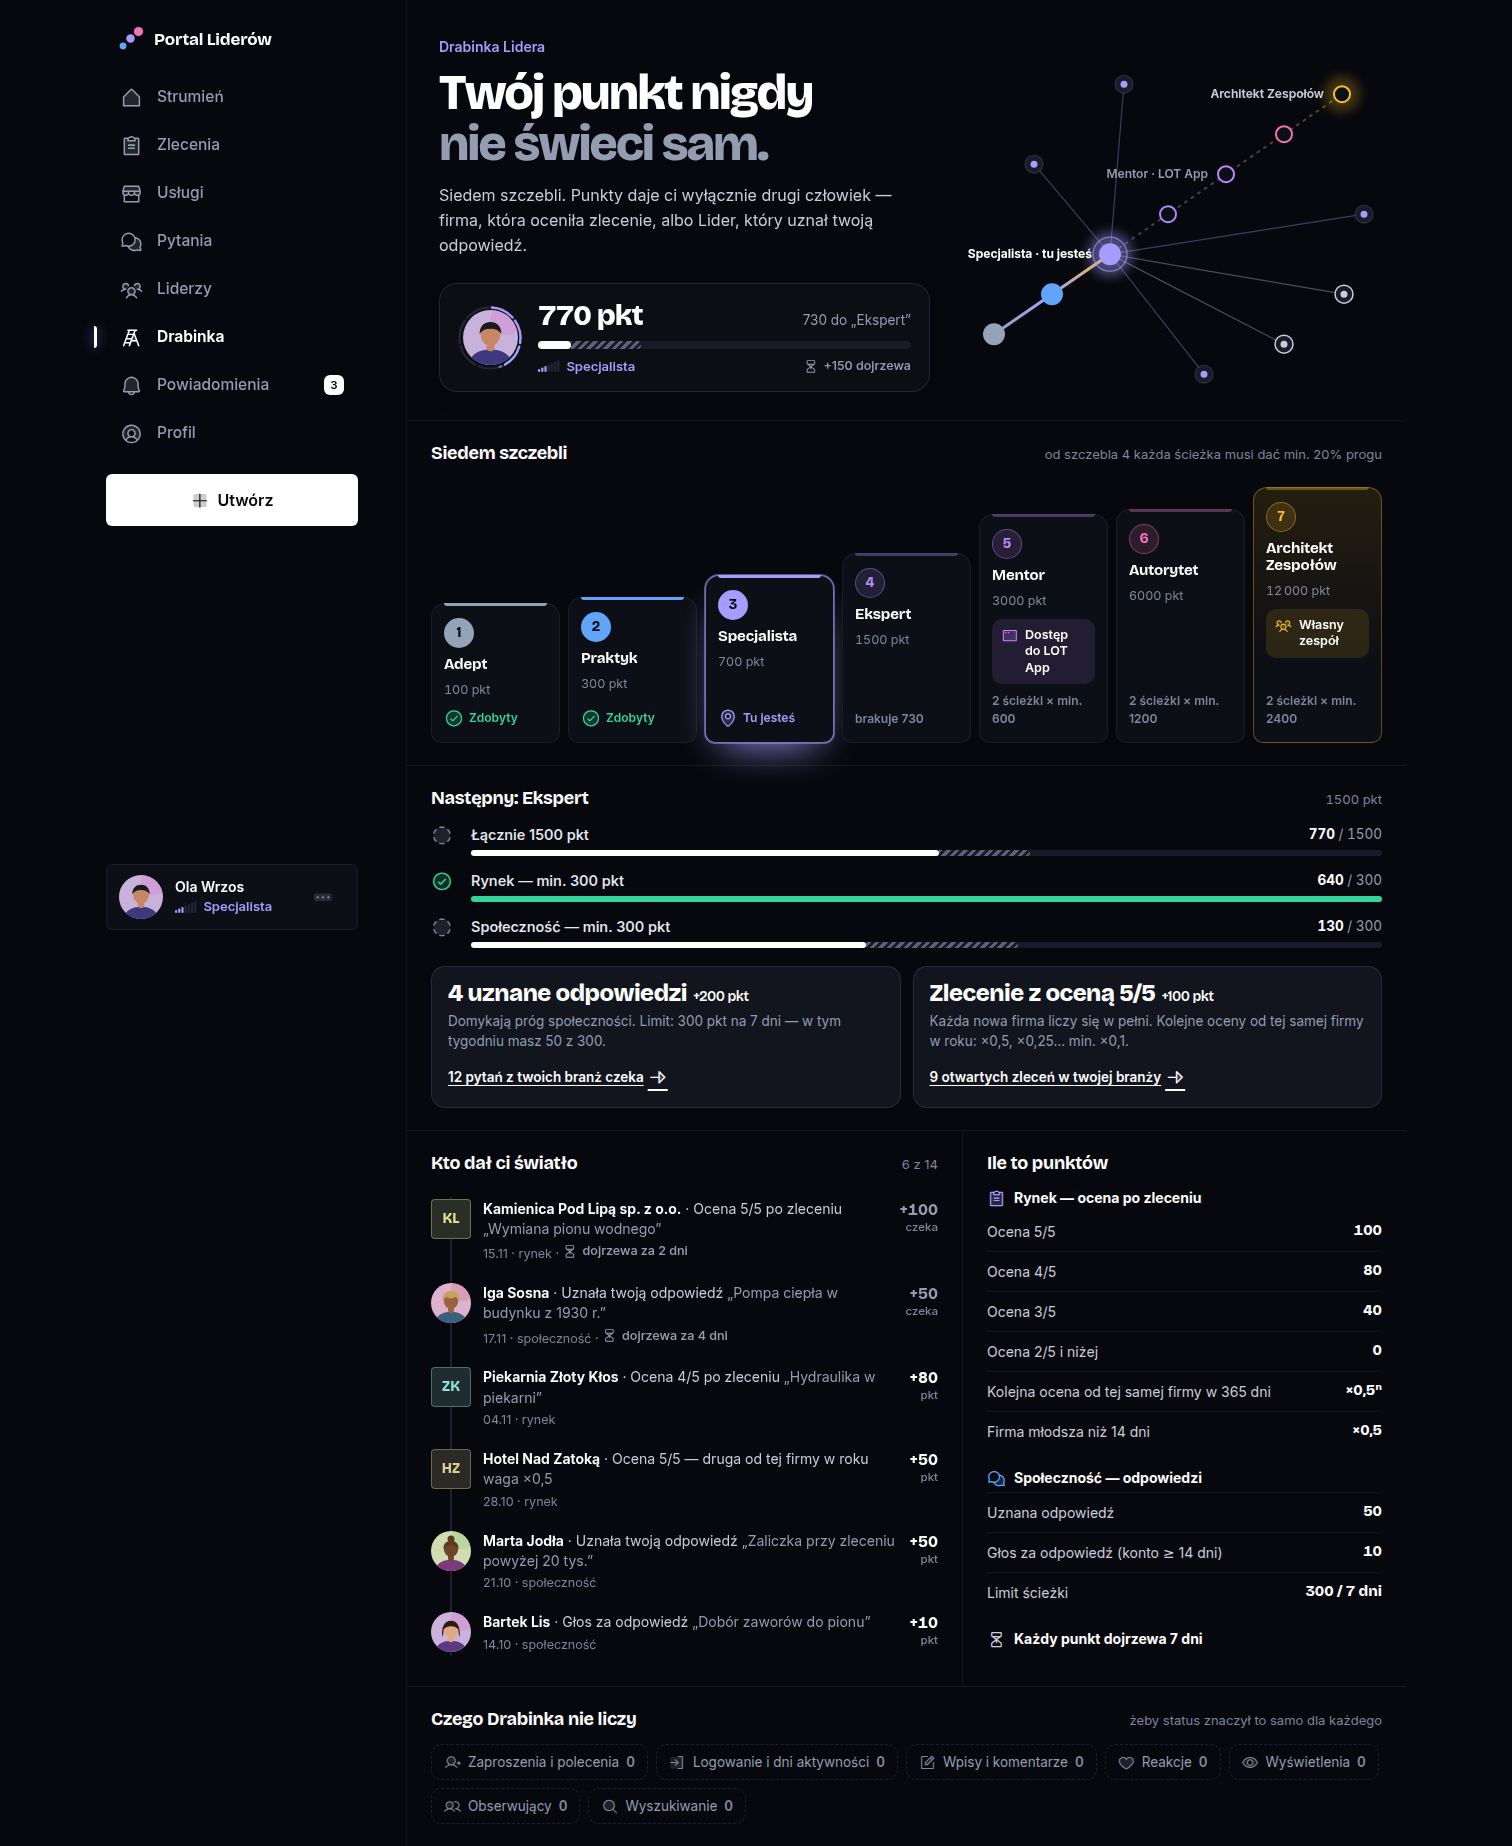 Portal Liderów
Strumień
Zlecenia
Usługi
Pytania
Liderzy
Drabinka
Powiadomienia 3
Profil
Utwórz
Ola Wrzos
Specjalista
Drabinka Lidera
Twój punkt nigdy
nie świeci sam.
Siedem szczebli. Punkty daje ci wyłącznie drugi człowiek —
firma, która oceniła zlecenie, albo Lider, który uznał twoją
odpowiedź.
770 pkt
730 do „Ekspert”
Specjalista
+150 dojrzewa
Architekt Zespołów
Mentor · LOT App
Specjalista · tu jesteś
Siedem szczebli
od szczebla 4 każda ścieżka musi dać min. 20% progu
1
Adept
100 pkt
Zdobyty
2
Praktyk
300 pkt
Zdobyty
3
Specjalista
700 pkt
Tu jesteś
4
Ekspert
1500 pkt
brakuje 730
5
Mentor
3000 pkt
Dostęp
do LOT
App
2 ścieżki × min.
600
6
Autorytet
6000 pkt
2 ścieżki × min.
1200
7
Architekt
Zespołów
12 000 pkt
Własny
zespół
2 ścieżki × min.
2400
Następny: Ekspert
1500 pkt
Łącznie 1500 pkt
770 / 1500
Rynek — min. 300 pkt
640 / 300
Społeczność — min. 300 pkt
130 / 300
4 uznane odpowiedzi +200 pkt
Domykają próg społeczności. Limit: 300 pkt na 7 dni — w tym
tygodniu masz 50 z 300.
12 pytań z twoich branż czeka
Zlecenie z oceną 5/5 +100 pkt
Każda nowa firma liczy się w pełni. Kolejne oceny od tej samej firmy
w roku: ×0,5, ×0,25… min. ×0,1.
9 otwartych zleceń w twojej branży
Kto dał ci światło
6 z 14
KL
Kamienica Pod Lipą sp. z o.o. · Ocena 5/5 po zleceniu
„Wymiana pionu wodnego”
15.11 · rynek · dojrzewa za 2 dni
+100
czeka
Iga Sosna · Uznała twoją odpowiedź „Pompa ciepła w
budynku z 1930 r.”
17.11 · społeczność · dojrzewa za 4 dni
+50
czeka
ZK
Piekarnia Złoty Kłos · Ocena 4/5 po zleceniu „Hydraulika w
piekarni”
04.11 · rynek
+80
pkt
HZ
Hotel Nad Zatoką · Ocena 5/5 — druga od tej firmy w roku
waga ×0,5
28.10 · rynek
+50
pkt
Marta Jodła · Uznała twoją odpowiedź „Zaliczka przy zleceniu
powyżej 20 tys.”
21.10 · społeczność
+50
pkt
Bartek Lis · Głos za odpowiedź „Dobór zaworów do pionu”
14.10 · społeczność
+10
pkt
Ile to punktów
Rynek — ocena po zleceniu
Ocena 5/5 100
Ocena 4/5 80
Ocena 3/5 40
Ocena 2/5 i niżej 0
Kolejna ocena od tej samej firmy w 365 dni ×0,5ⁿ
Firma młodsza niż 14 dni ×0,5
Społeczność — odpowiedzi
Uznana odpowiedź 50
Głos za odpowiedź (konto ≥ 14 dni) 10
Limit ścieżki 300 / 7 dni
Każdy punkt dojrzewa 7 dni
Czego Drabinka nie liczy
żeby status znaczył to samo dla każdego
Zaproszenia i polecenia 0
Logowanie i dni aktywności 0
Wpisy i komentarze 0
Reakcje 0
Wyświetlenia 0
Obserwujący 0
Wyszukiwanie 0